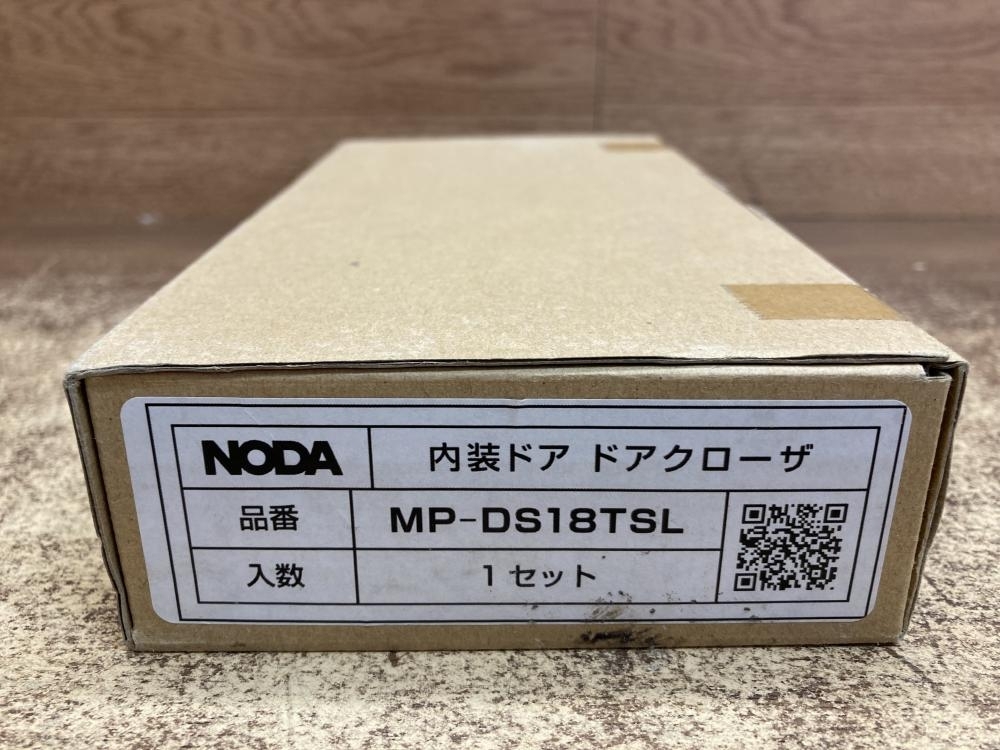 NODA
内装ドア ドアクローザ
品番
MP-DS18TSL
入数
1セット